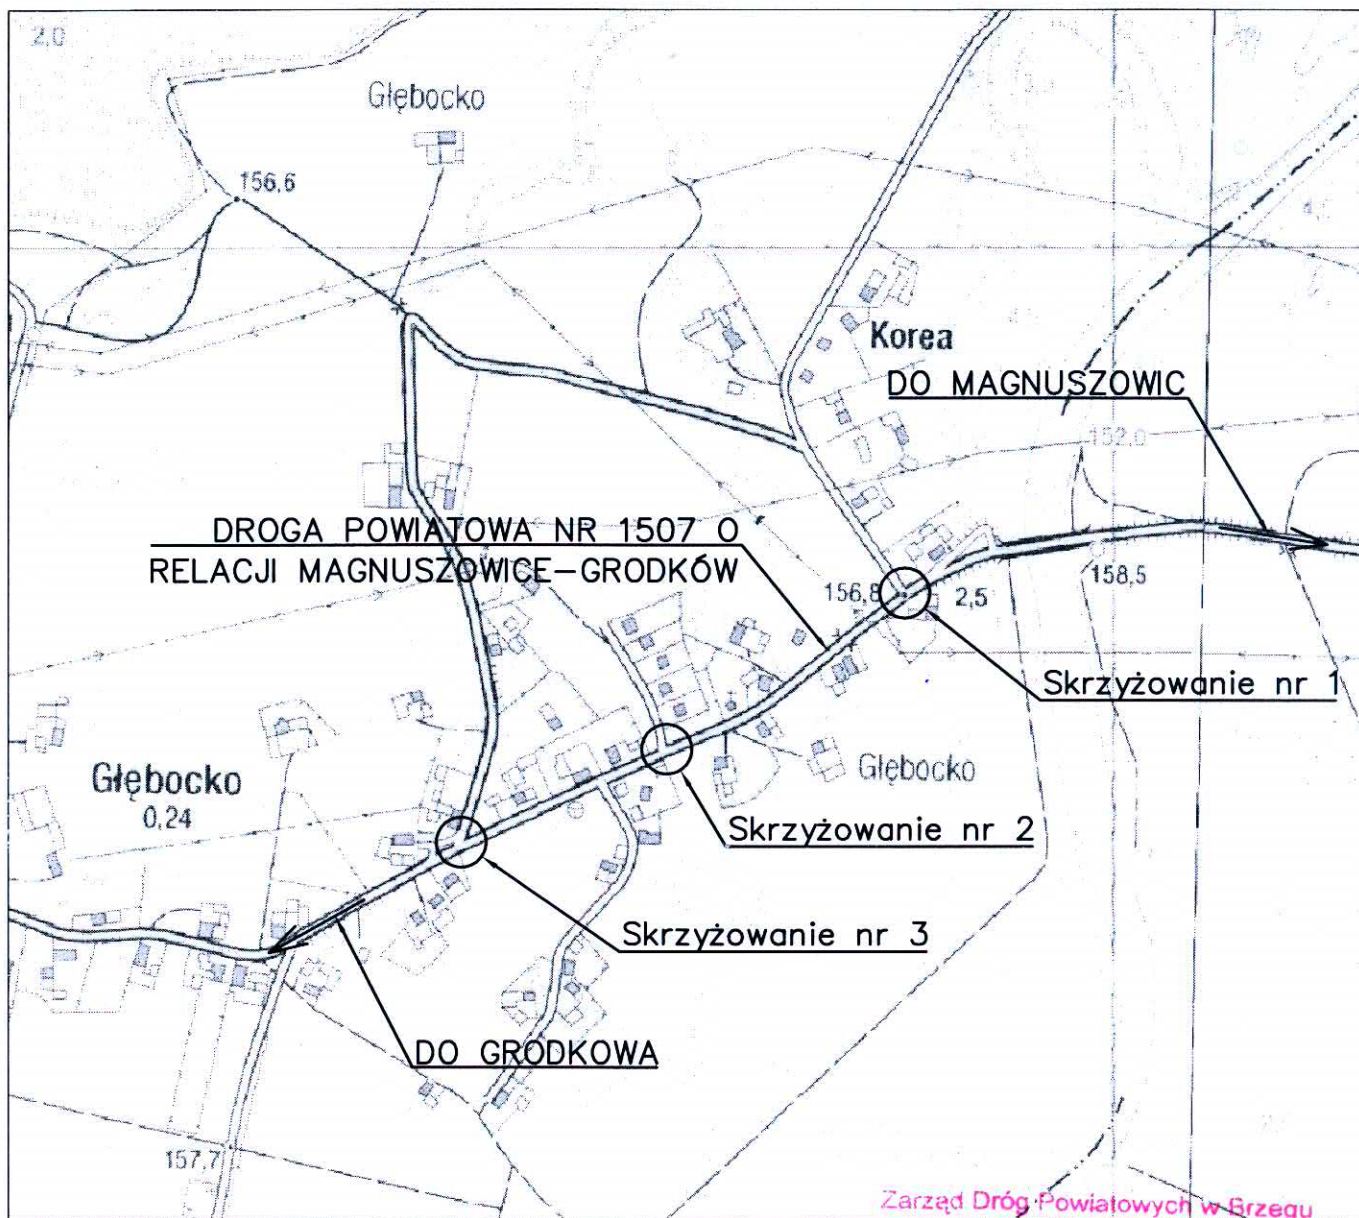 2,0
Głębocko
156,6
Korea
DO MAGNUSZOWIC
152,0
DROGA POWIATOWA NR 1507 O
RELACJI MAGNUSZOWICE-GRODKÓW
156,8
2,5
158,5
Skrzyżowanie nr 1
Głębocko
0,24
Głębocko
Skrzyżowanie nr 2
Skrzyżowanie nr 3
DO GRODKOWA
157,7
Zarząd Dróg Powiatowych w Brzegu